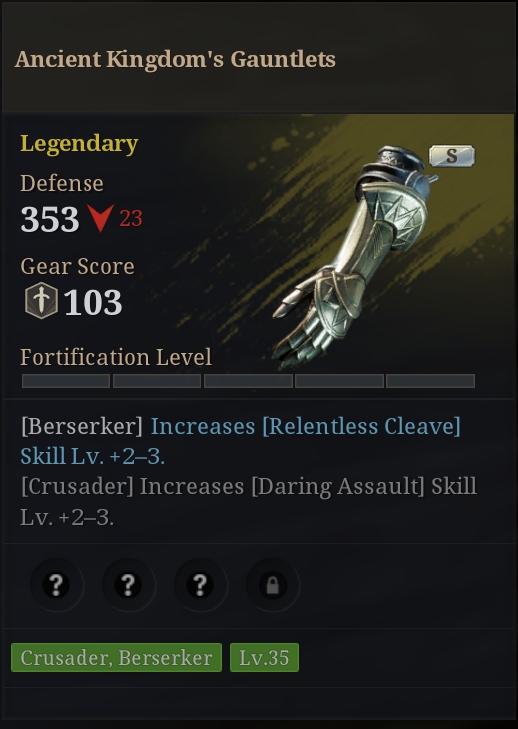 Ancient Kingdom's Gauntlets
Legendary
S
Defense
353 23
Gear Score
103
Fortification Level
[Berserker] Increases [Relentless Cleave]
Skill Lv. +2–3.
[Crusader] Increases [Daring Assault] Skill
Lv. +2–3.
? ? ?
Crusader, Berserker Lv.35